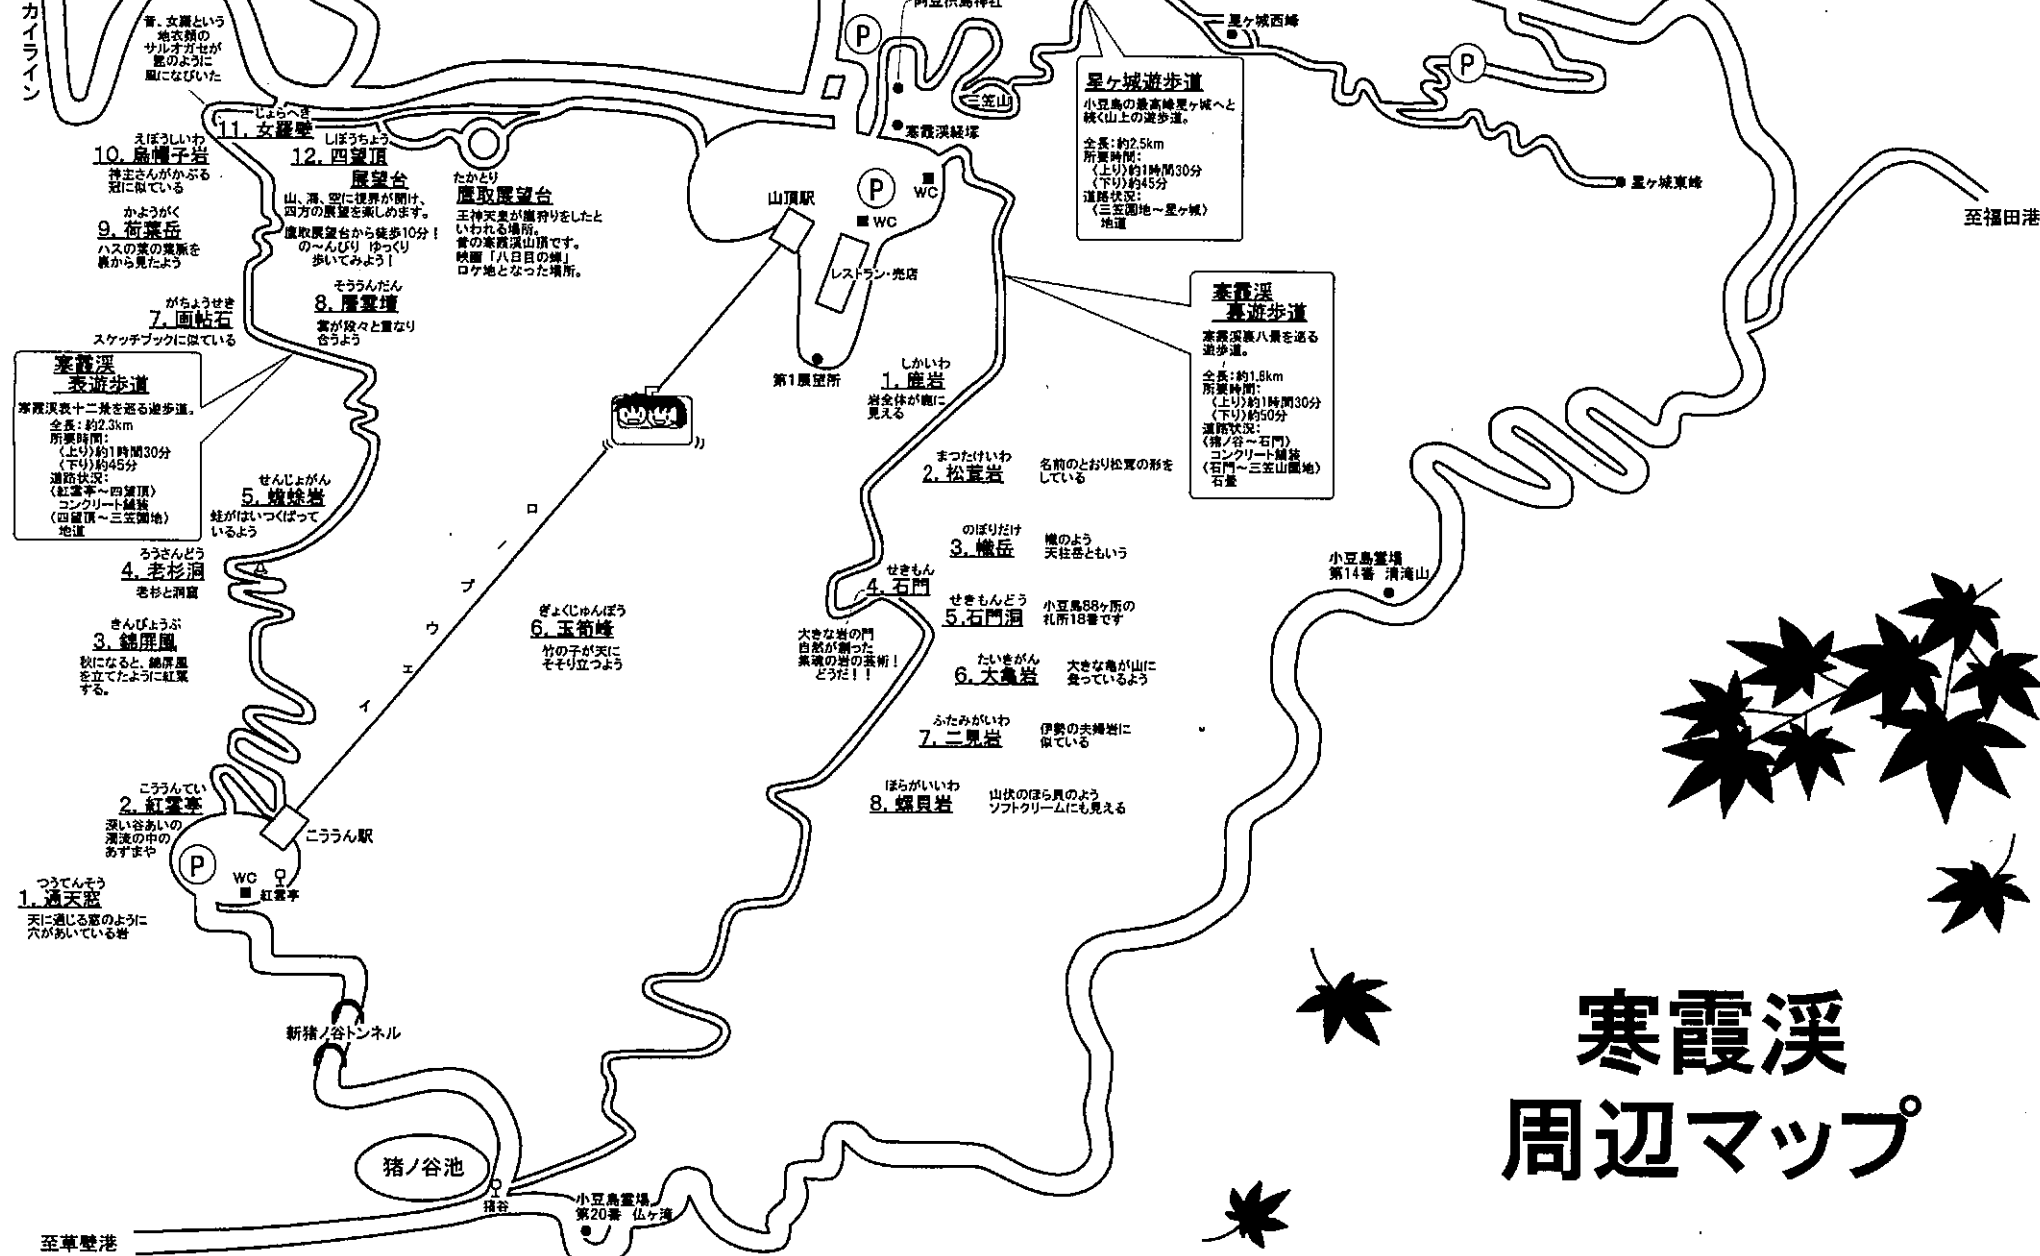 カイライン
昔、女羅という
地衣類の
サルオガセが
髭のように
風になびいた
じょらへき
11. 女羅壁
えぼうしいわ
10. 烏帽子岩
神主さんがかぶる
冠に似ている
しぼうちょう
12. 四望頂
展望台
山、海、空に視界が開け、
四方の展望を楽しめます。
鷹取展望台から徒歩10分！
の～んびり ゆっくり
歩いてみよう！
かようがく
9. 荷葉岳
ハスの葉の葉脈を
裏から見たよう
たかとり
鷹取展望台
王神天皇が鷹狩りをしたと
いわれる場所。
昔の寒霞渓山頂です。
映画「八日目の蝉」
ロケ地となった場所。
そううんだん
8. 層雲壇
雲が段々と重なり
合うよう
がちょうせき
7. 画帖石
スケッチブックに似ている
寒霞渓
表遊歩道
寒霞渓表十二景を巡る遊歩道。
全長：約2.3km
所要時間：
〈上り〉約1時間30分
〈下り〉約45分
道路状況：
〈紅雲亭～四望頂〉
コンクリート舗装
〈四望頂～三笠園地〉
地道
せんじょがん
5. 蟾蜍岩
蛙がはいつくばって
いるよう
ろうさんどう
4. 老杉洞
老杉と洞窟
きんびょうぶ
3. 錦屏風
秋になると、錦屏風
を立てたように紅葉
する。
ぎょくじゅんぽう
6. 玉筍峰
竹の子が天に
そそり立つよう
こううんてい
2. 紅雲亭
深い谷あいの
濁流の中の
あずまや
つうてんそう
1. 通天窓
天に通じる窓のように
穴があいている岩
こううん駅
P
WC
紅雲亭
新猪ノ谷トンネル
猪ノ谷池
猪谷
至草壁港
小豆島霊場
第20番 仏ヶ滝
ロープウェイ
山頂駅
P
P
WC
WC
レストラン・売店
第1展望所
阿豆枳島神社
寒霞渓経塚
三笠山
星ヶ城遊歩道
小豆島の最高峰星ヶ城へと
続く山上の遊歩道。
全長：約2.5km
所要時間：
〈上り〉約1時間30分
〈下り〉約45分
道路状況：
〈三笠園地～星ヶ城〉
地道
星ヶ城西峰
P
星ヶ城東峰
至福田港
寒霞渓
裏遊歩道
寒霞渓裏八景を巡る
遊歩道。
全長：約1.8km
所要時間：
〈上り〉約1時間30分
〈下り〉約50分
道路状況：
〈猪ノ谷～石門〉
コンクリート舗装
〈石門～三笠山園地〉
石畳
しかいわ
1. 鹿岩
岩全体が鹿に
見える
まつたけいわ
2. 松茸岩
名前のとおり松茸の形を
している
のぼりだけ
3. 幟岳
幟のよう
天柱岳ともいう
せきもん
4. 石門
大きな岩の門
自然が創った
集魂の岩の芸術！
どうだ！！
せきもんどう
5.石門洞
小豆島88ヶ所の
札所18番です
たいきがん
6. 大亀岩
大きな亀が山に
登っているよう
ふたみがいわ
7. 二見岩
伊勢の夫婦岩に
似ている
ほらがいいわ
8. 螺貝岩
山伏のほら貝のよう
ソフトクリームにも見える
小豆島霊場
第14番 清滝山
寒霞渓
周辺マップ